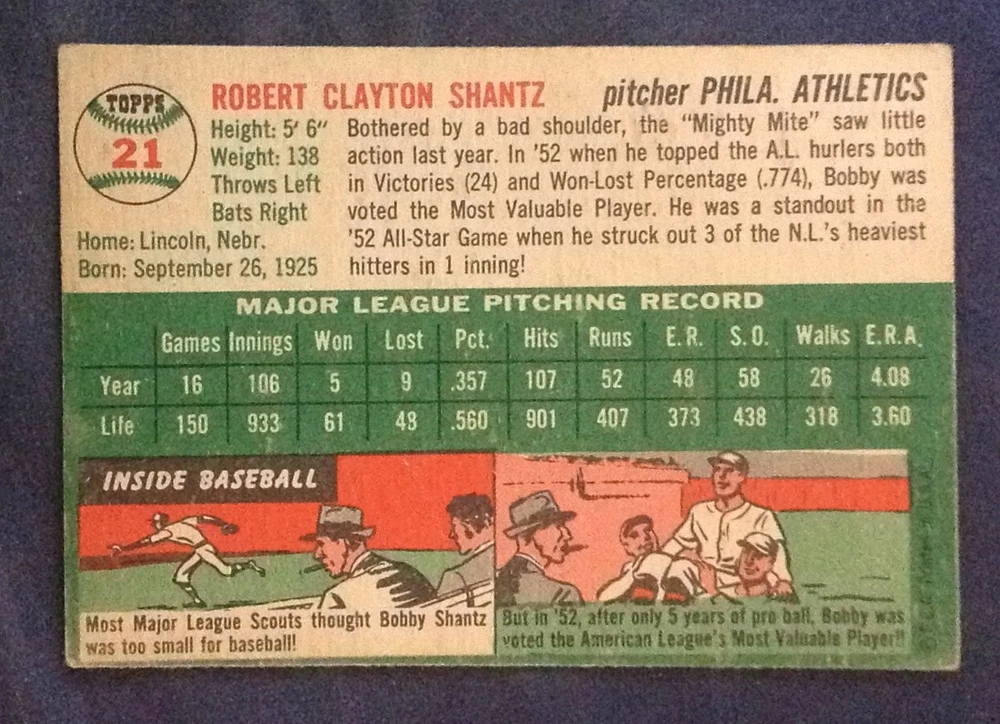 TOPPS
21
ROBERT CLAYTON SHANTZ pitcher PHILA. ATHLETICS
Height: 5' 6"
Weight: 138
Throws Left
Bats Right
Home: Lincoln, Nebr.
Born: September 26, 1925
Bothered by a bad shoulder, the "Mighty Mite" saw little
action last year. In '52 when he topped the A.L. hurlers both
in Victories (24) and Won-Lost Percentage (.774), Bobby was
voted the Most Valuable Player. He was a standout in the
'52 All-Star Game when he struck out 3 of the N.L.'s heaviest
hitters in 1 inning!
MAJOR LEAGUE PITCHING RECORD
Games Innings Won Lost Pct. Hits Runs E.R. S.O. Walks E.R.A.
Year 16 106 5 9 .357 107 52 48 58 26 4.08
Life 150 933 61 48 .560 901 407 373 438 318 3.60
INSIDE BASEBALL
Most Major League Scouts thought Bobby Shantz
was too small for baseball!
But in '52, after only 5 years of pro ball, Bobby was
voted the American League's Most Valuable Player!!